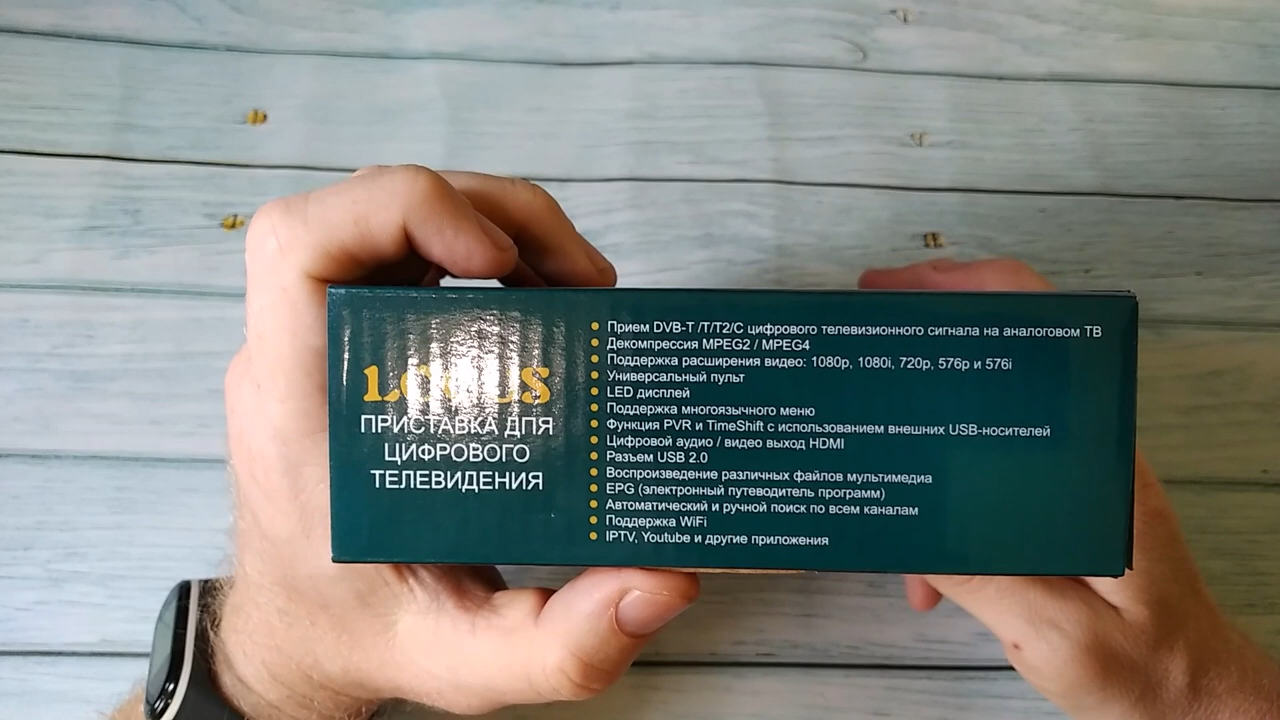 ПРИСТАВКА ДПЯ
ЦИФРОВОГО
ТЕЛЕВИДЕНИЯ
Прием DVB-T /T/T2/C цифрового телевизионного сигнала на аналоговом ТВ
Декомпрессия MPEG2 / MPEG4
Поддержка расширения видео: 1080p, 1080i, 720p, 576p и 576i
Универсальный пульт
LED дисплей
Поддержка многоязычного меню
Функция PVR и TimeShift с использованием внешних USB-носителей
Цифровой аудио / видео выход HDMI
Разъем USB 2.0
Воспроизведение различных файлов мультимедиа
EPG (электронный путеводитель программ)
Автоматический и ручной поиск по всем каналам
Поддержка WiFi
IPTV, Youtube и другие приложения